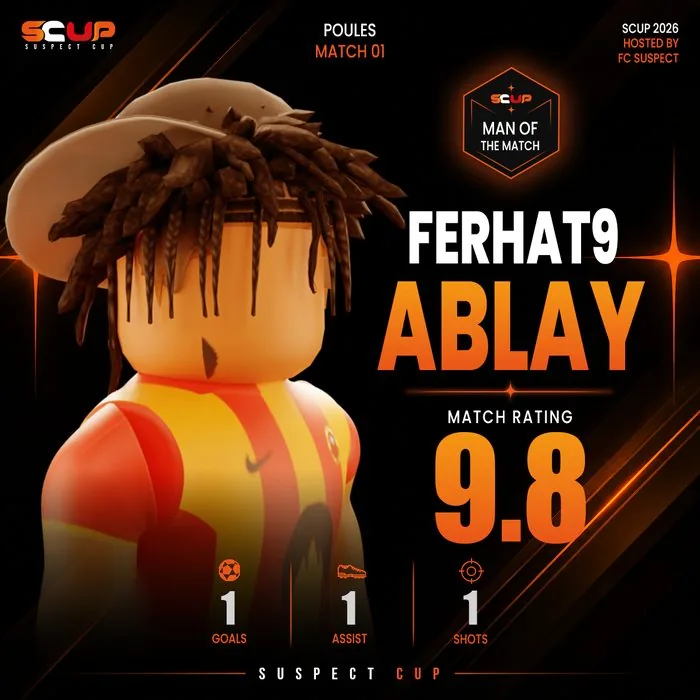 SCUP
SUSPECT CUP
POULES
MATCH 01
SCUP 2026
HOSTED BY
FC SUSPECT
SCUP
MAN OF
THE MATCH
FERHAT9
ABLAY
MATCH RATING
9.8
1
GOALS
1
ASSIST
1
SHOTS
SUSPECT CUP